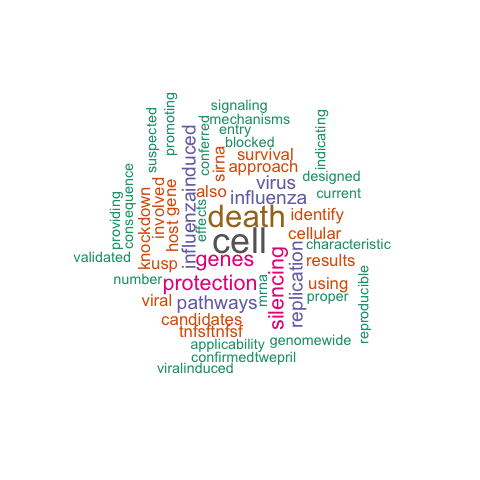 signaling
promoting
mechanisms
suspected
conferred
entry
indicating
blocked
survival
sirna
approach
designed
virus
also
influenza
current
influenzainduced
consequence
providing
knockdown
involved
host gene
effects
death
identify
cell
cellular
characteristic
validated
kusp
genes
results
silencing
replication
number
protection
mrna
using
viral
pathways
proper
reproducible
candidates
tnfsftnfsf
applicability
genomewide
confirmedtwepril
viralinduced